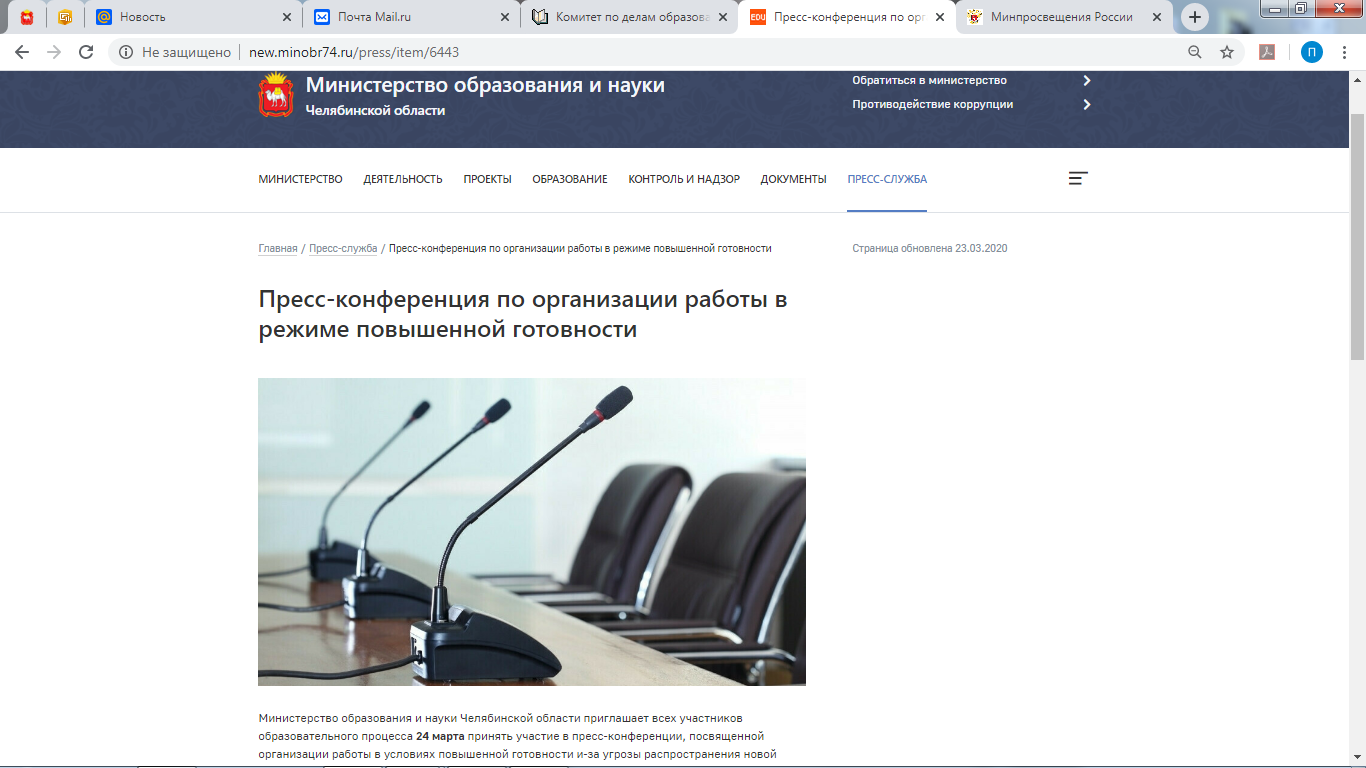 Новость
Почта Mail.ru
Комитет по делам образова
EDU
Пресс-конференция по орг
Минпросвещения России
Не защищено
new.minobr74.ru/press/item/6443
П
Министерство образования и науки
Челябинской области
Обратиться в министерство
Противодействие коррупции
МИНИСТЕРСТВО ДЕЯТЕЛЬНОСТЬ ПРОЕКТЫ ОБРАЗОВАНИЕ КОНТРОЛЬ И НАДЗОР ДОКУМЕНТЫ ПРЕСС-СЛУЖБА
Главная / Пресс-служба / Пресс-конференция по организации работы в режиме повышенной готовности
Страница обновлена 23.03.2020
Пресс-конференция по организации работы в
режиме повышенной готовности
Министерство образования и науки Челябинской области приглашает всех участников
образовательного процесса 24 марта принять участие в пресс-конференции, посвященной
организации работы в условиях повышенной готовности и-за угрозы распространения новой